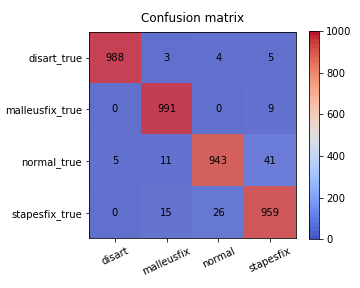 Confusion matrix
disart_true 988 3 4 5
malleusfix_true 0 991 0 9
normal_true 5 11 943 41
stapesfix_true 0 15 26 959
disart malleusfix normal stapesfix
1000
800
600
400
200
0